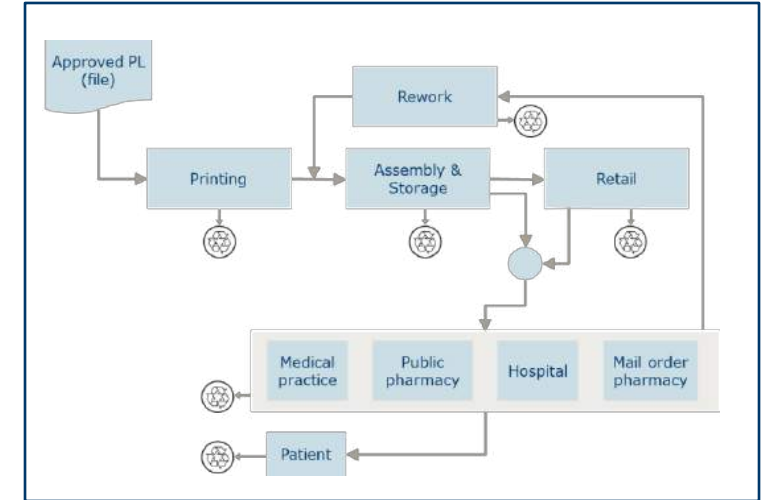 Approved PL
(file)
Rework
Printing
Assembly &
Storage
Retail
Medical
practice
Public
pharmacy
Hospital
Mail order
pharmacy
Patient